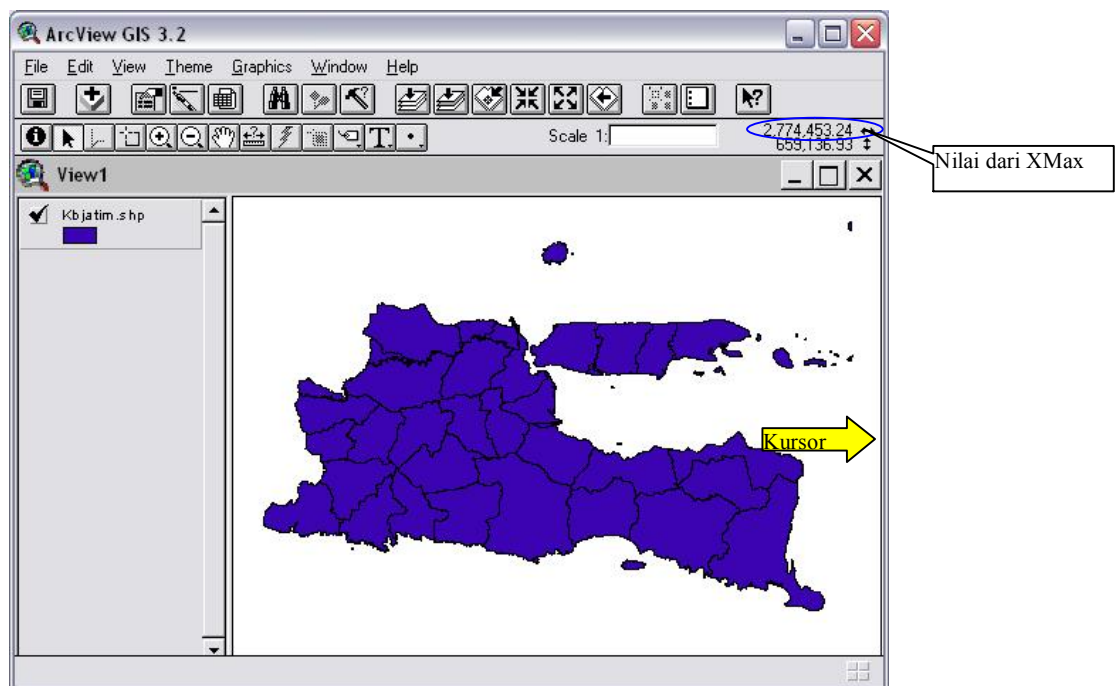 ArcView GIS 3.2
File Edit View Theme Graphics Window Help
Scale 1:
2,774,453.24
659,136.93
Nilai dari XMax
View1
Kbjatim.shp
Kursor